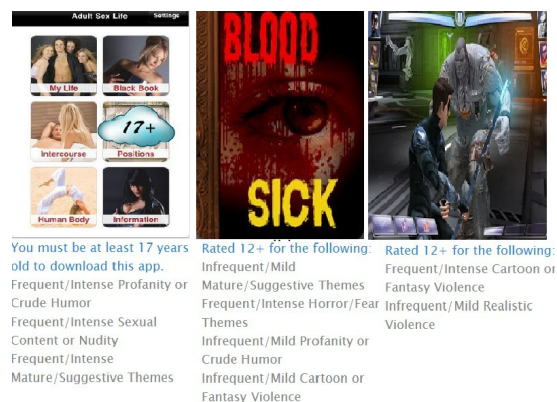 Adult Sex Life
Settings
My Life
Black Book
17+
Intercourse
Positions
Human Body
Information
You must be at least 17 years
old to download this app.
Frequent/Intense Profanity or
Crude Humor
Frequent/Intense Sexual
Content or Nudity
Frequent/Intense
Mature/Suggestive Themes
BLOOD
SICK
Rated 12+ for the following:
Infrequent/Mild
Mature/Suggestive Themes
Frequent/Intense Horror/Fear
Themes
Infrequent/Mild Profanity or
Crude Humor
Infrequent/Mild Cartoon or
Fantasy Violence
Rated 12+ for the following:
Frequent/Intense Cartoon or
Fantasy Violence
Infrequent/Mild Realistic
Violence